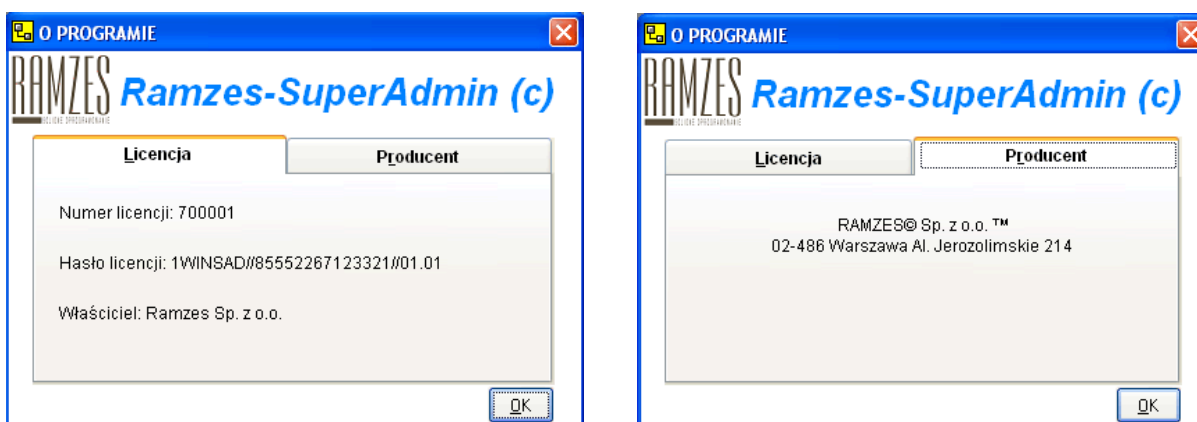 O PROGRAMIE
RAMZES Ramzes-SuperAdmin (c)
Licencja Producent
Numer licencji: 700001
Hasło licencji: 1WINSAD//85552267123321//01.01
Właściciel: Ramzes Sp. z o.o.
OK
O PROGRAMIE
RAMZES Ramzes-SuperAdmin (c)
Licencja Producent
RAMZES© Sp. z o.o. ™
02-486 Warszawa Al. Jerozolimskie 214
OK